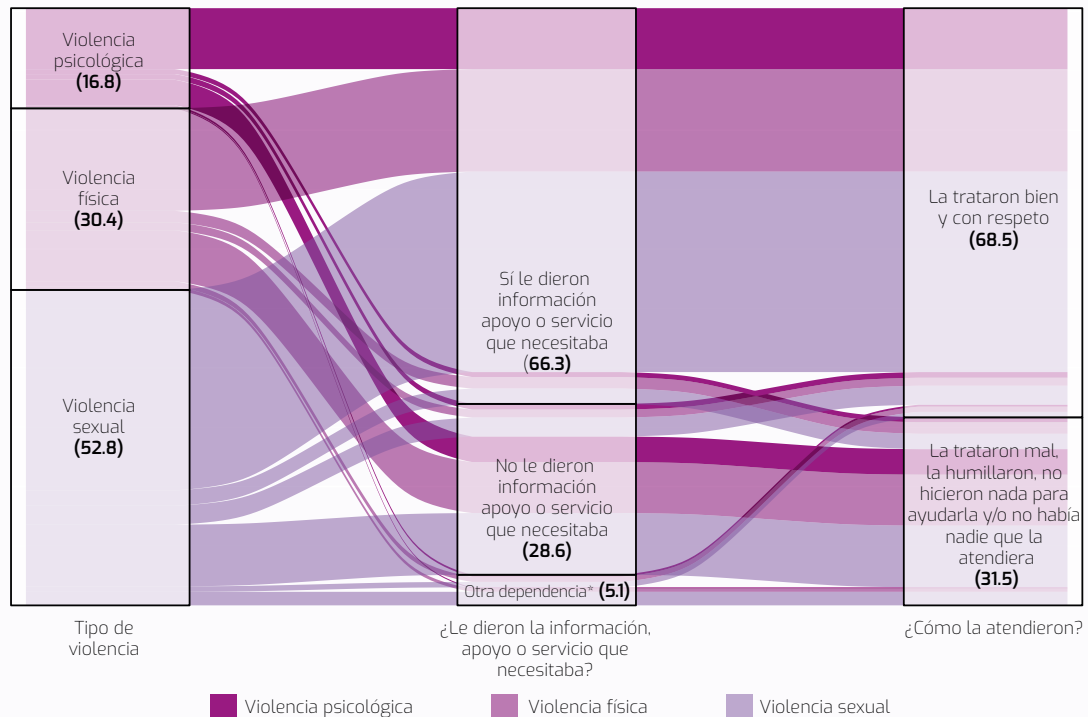 Violencia
psicológica
(16.8)
Violencia
física
(30.4)
Violencia
sexual
(52.8)
Sí le dieron
información
apoyo o servicio
que necesitaba
(66.3)
No le dieron
información
apoyo o servicio
que necesitaba
(28.6)
Otra dependencia* (5.1)
La trataron bien
y con respeto
(68.5)
La trataron mal,
la humillaron, no
hicieron nada para
ayudarla y/o no había
nadie que la
atendiera
(31.5)
Tipo de
violencia
¿Le dieron la información,
apoyo o servicio que
necesitaba?
¿Cómo la atendieron?
Violencia psicológica
Violencia física
Violencia sexual